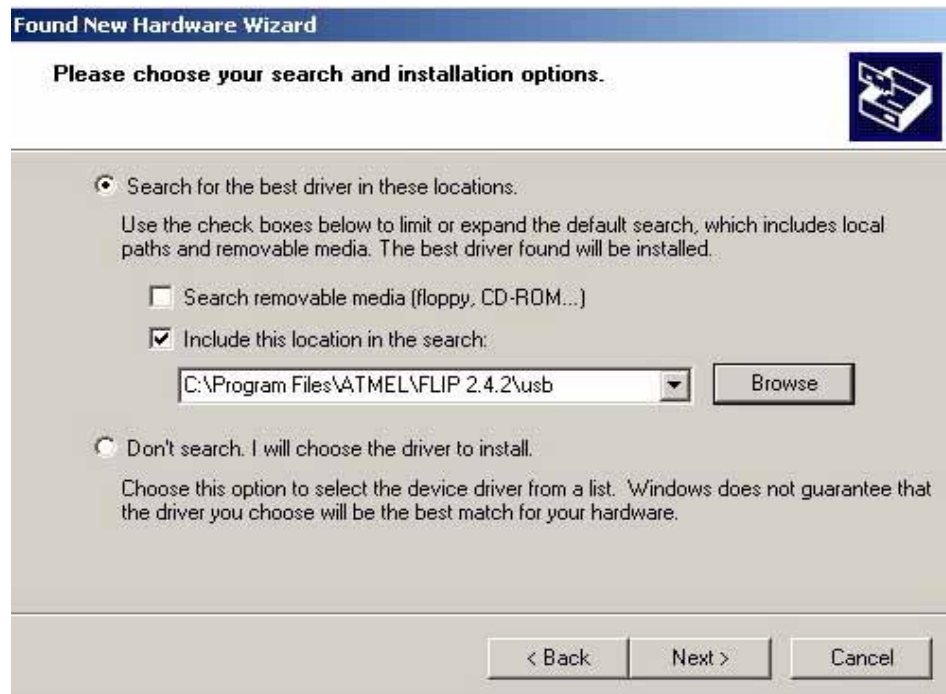 Found New Hardware Wizard
Please choose your search and installation options.
Search for the best driver in these locations.
Use the check boxes below to limit or expand the default search, which includes local
paths and removable media. The best driver found will be installed.
Search removable media (floppy, CD-ROM...)
Include this location in the search:
C:\Program Files\ATMEL\FLIP 2.4.2\usb
Browse
Don't search. I will choose the driver to install.
Choose this option to select the device driver from a list. Windows does not guarantee that
the driver you choose will be the best match for your hardware.
< Back
Next >
Cancel